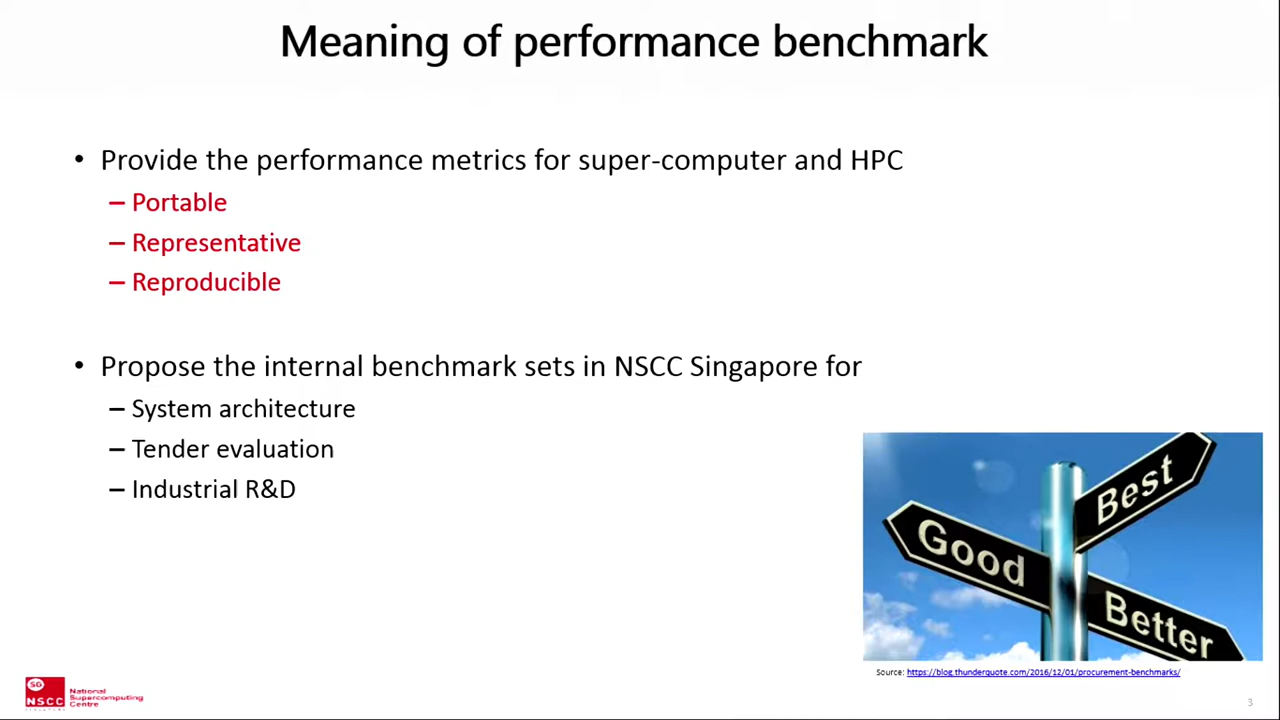 Meaning of performance benchmark
• Provide the performance metrics for super-computer and HPC
– Portable
– Representative
– Reproducible
• Propose the internal benchmark sets in NSCC Singapore for
– System architecture
– Tender evaluation
– Industrial R&D
Best
Good
Better
Source: https://blog.thunderquote.com/2016/12/01/procurement-benchmarks/
SG
NSCC
National
Supercomputing
Centre
3